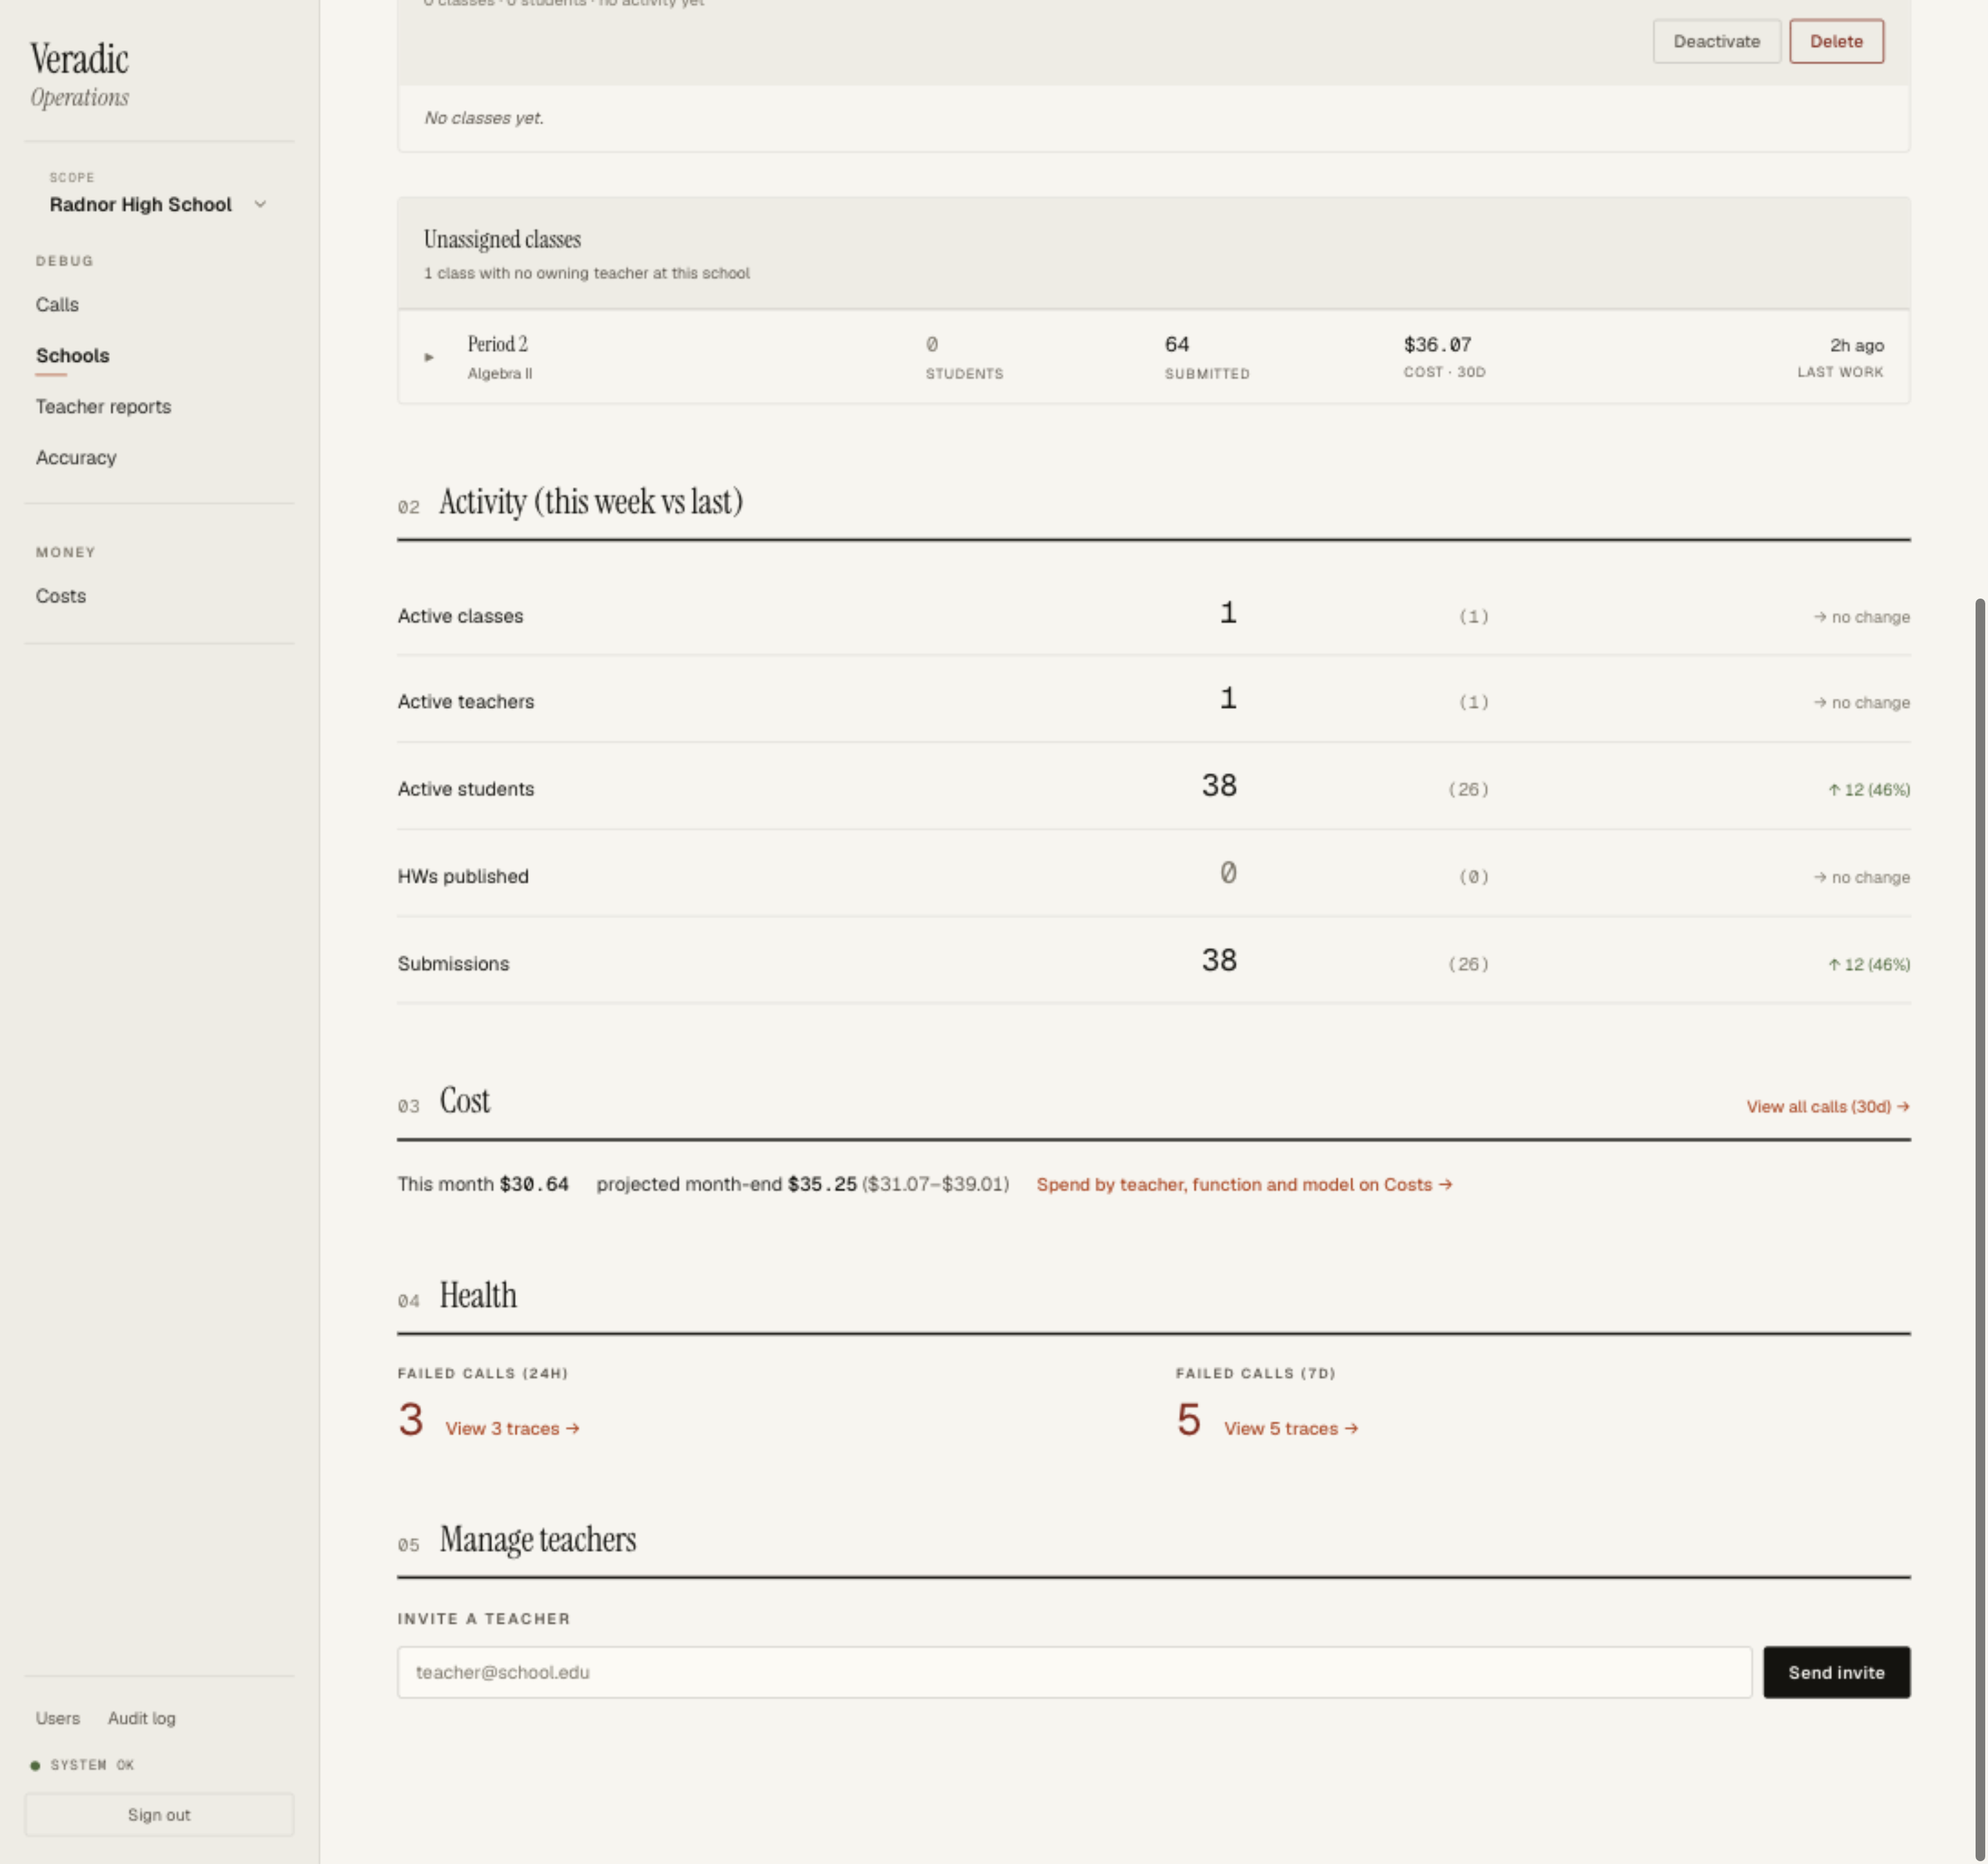 Veradic
Operations
SCOPE
Radnor High School
DEBUG
Calls
Schools
Teacher reports
Accuracy
MONEY
Costs
Users Audit log
SYSTEM OK
Sign out
0 classes · 0 students · no activity yet
Deactivate Delete
No classes yet.
Unassigned classes
1 class with no owning teacher at this school
▸ Period 2 0 64 $36.07 2h ago
Algebra II STUDENTS SUBMITTED COST · 30D LAST WORK
02 Activity (this week vs last)
Active classes 1 (1) → no change
Active teachers 1 (1) → no change
Active students 38 (26) ↑ 12 (46%)
HWs published 0 (0) → no change
Submissions 38 (26) ↑ 12 (46%)
03 Cost View all calls (30d) →
This month $30.64 projected month-end $35.25 ($31.07–$39.01) Spend by teacher, function and model on Costs →
04 Health
FAILED CALLS (24H) FAILED CALLS (7D)
3 View 3 traces → 5 View 5 traces →
05 Manage teachers
INVITE A TEACHER
teacher@school.edu Send invite